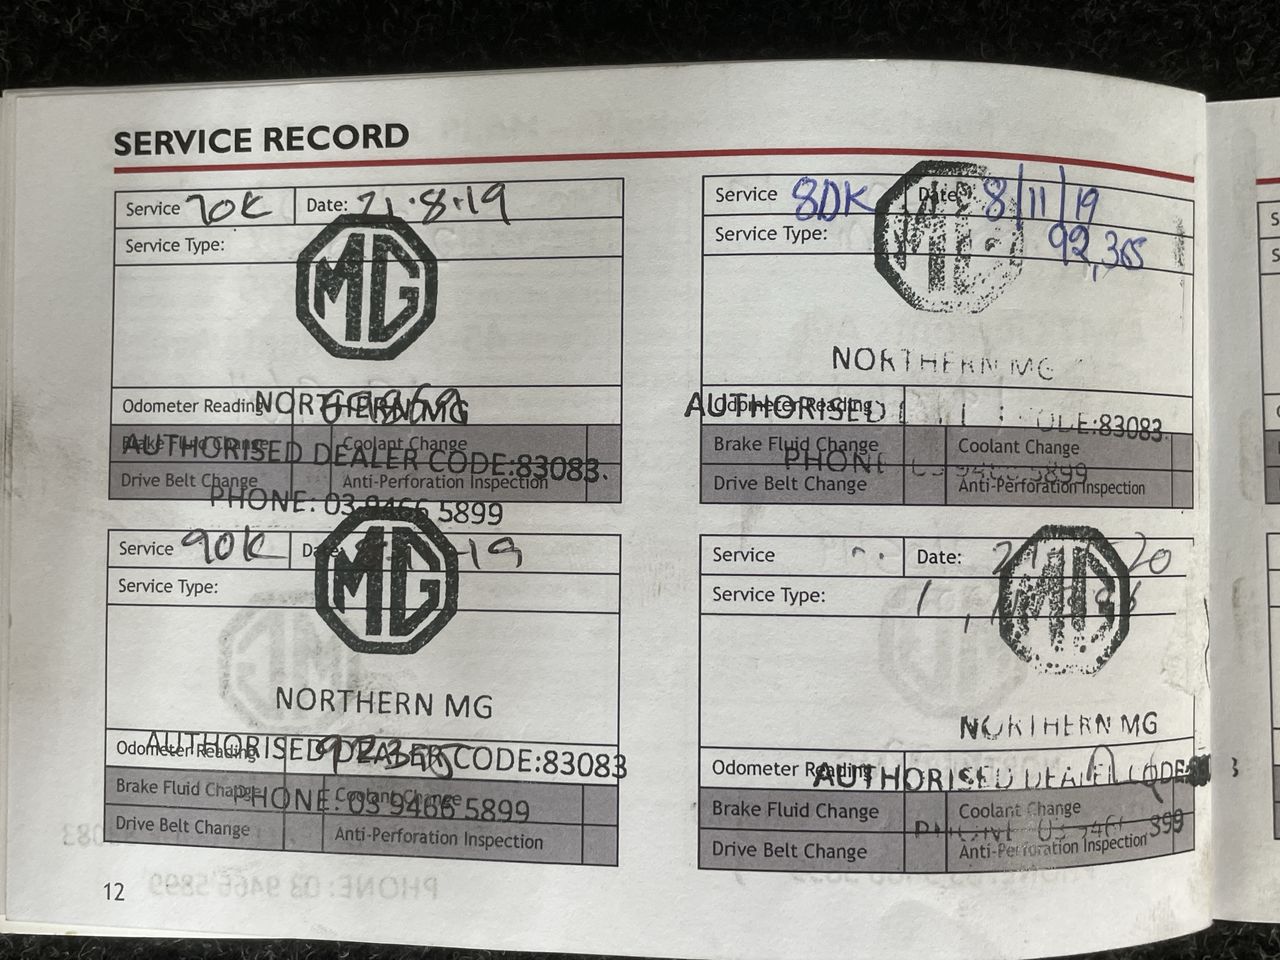 SERVICE RECORD
Service 70K Date: 21.8.19
Service Type:
MG
NORTHERN MG
Odometer Reading
Brake Fluid Change Coolant Change
AUTHORISED DEALER CODE:83083.
Drive Belt Change Anti-Perforation Inspection
PHONE: 03 9466 5899
Service 80K Date: 8/11/19
Service Type: 92,365
MG
NORTHERN MG
Odometer Reading
AUTHORISED CODE:83083.
Brake Fluid Change Coolant Change
PHONE 03 9466 5899
Drive Belt Change Anti-Perforation Inspection
Service 90K Date: 19
Service Type:
MG
NORTHERN MG
Odometer Reading 92365
AUTHORISED DEALER CODE:83083
Brake Fluid Change Coolant Change
PHONE: 03 9466 5899
Drive Belt Change Anti-Perforation Inspection
Service Date: 20
Service Type:
MG
NORTHERN MG
Odometer Reading
AUTHORISED DEALER CODE
Brake Fluid Change Coolant Change
PHONE: 03 9466
Drive Belt Change Anti-Perforation Inspection
12